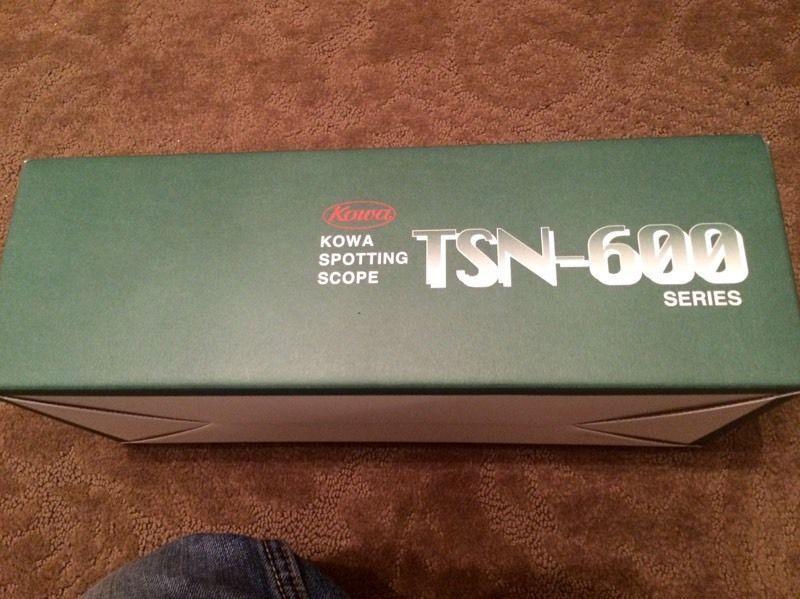 Kowa
KOWA
SPOTTING
SCOPE
TSN-600
SERIES